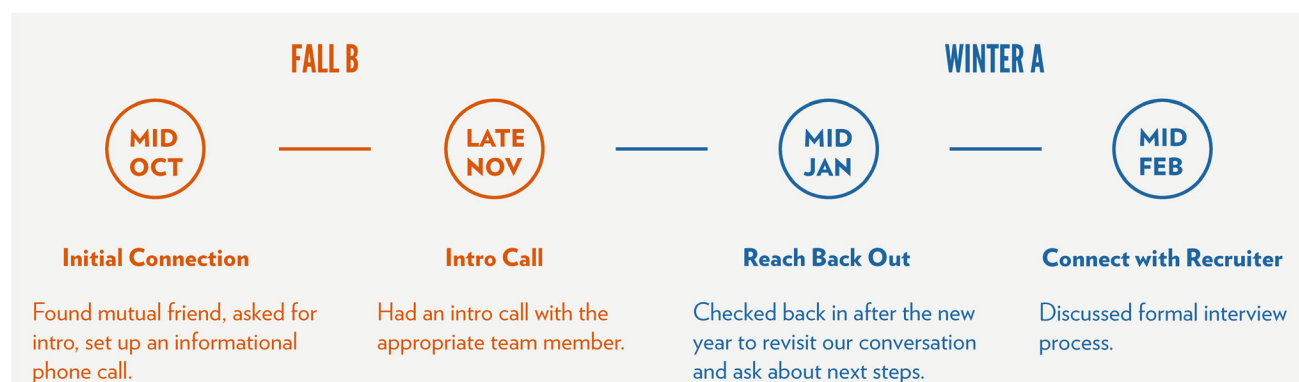 FALL B
WINTER A
MID
OCT
LATE
NOV
MID
JAN
MID
FEB
Initial Connection
Intro Call
Reach Back Out
Connect with Recruiter
Found mutual friend, asked for
intro, set up an informational
phone call.
Had an intro call with the
appropriate team member.
Checked back in after the new
year to revisit our conversation
and ask about next steps.
Discussed formal interview
process.